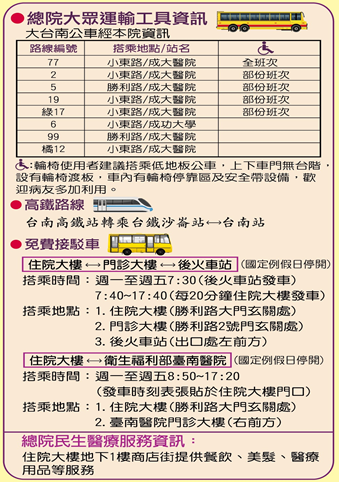 ●總院大眾運輸工具資訊
大台南公車經本院資訊
路線編號 搭乘地點/站名
77 小東路/成大醫院 全班次
2 小東路/成大醫院 部份班次
5 勝利路/成大醫院 部份班次
19 小東路/成大醫院 部份班次
綠17 小東路/成大醫院 部份班次
6 小東路/成功大學
99 勝利路/成大醫院
橘12 小東路/成大醫院
:輪椅使用者建議搭乘低地板公車，上下車門無台階，
設有輪椅渡板，車內有輪椅停靠區及安全帶設備，歡
迎病友多加利用。
●高鐵路線
台南高鐵站轉乘台鐵沙崙站↔台南站
●免費接駁車
住院大樓↔門診大樓↔後火車站(國定例假日停開)
搭乘時間：週一至週五7:30(後火車站發車)
7:40~17:40(每20分鐘住院大樓發車)
搭乘地點：1. 住院大樓(勝利路大門玄關處)
2. 門診大樓(勝利路2號門玄關處)
3. 後火車站(出口處左前方)
住院大樓↔衛生福利部臺南醫院(國定例假日停開)
搭乘時間：週一至週五8:50~17:20
(發車時刻表張貼於住院大樓門口)
搭乘地點：1. 住院大樓(勝利路大門玄關處)
2. 臺南醫院門診大樓(右前方)
總院民生醫療服務資訊：
住院大樓地下1樓商店街提供餐飲、美髮、醫療
用品等服務